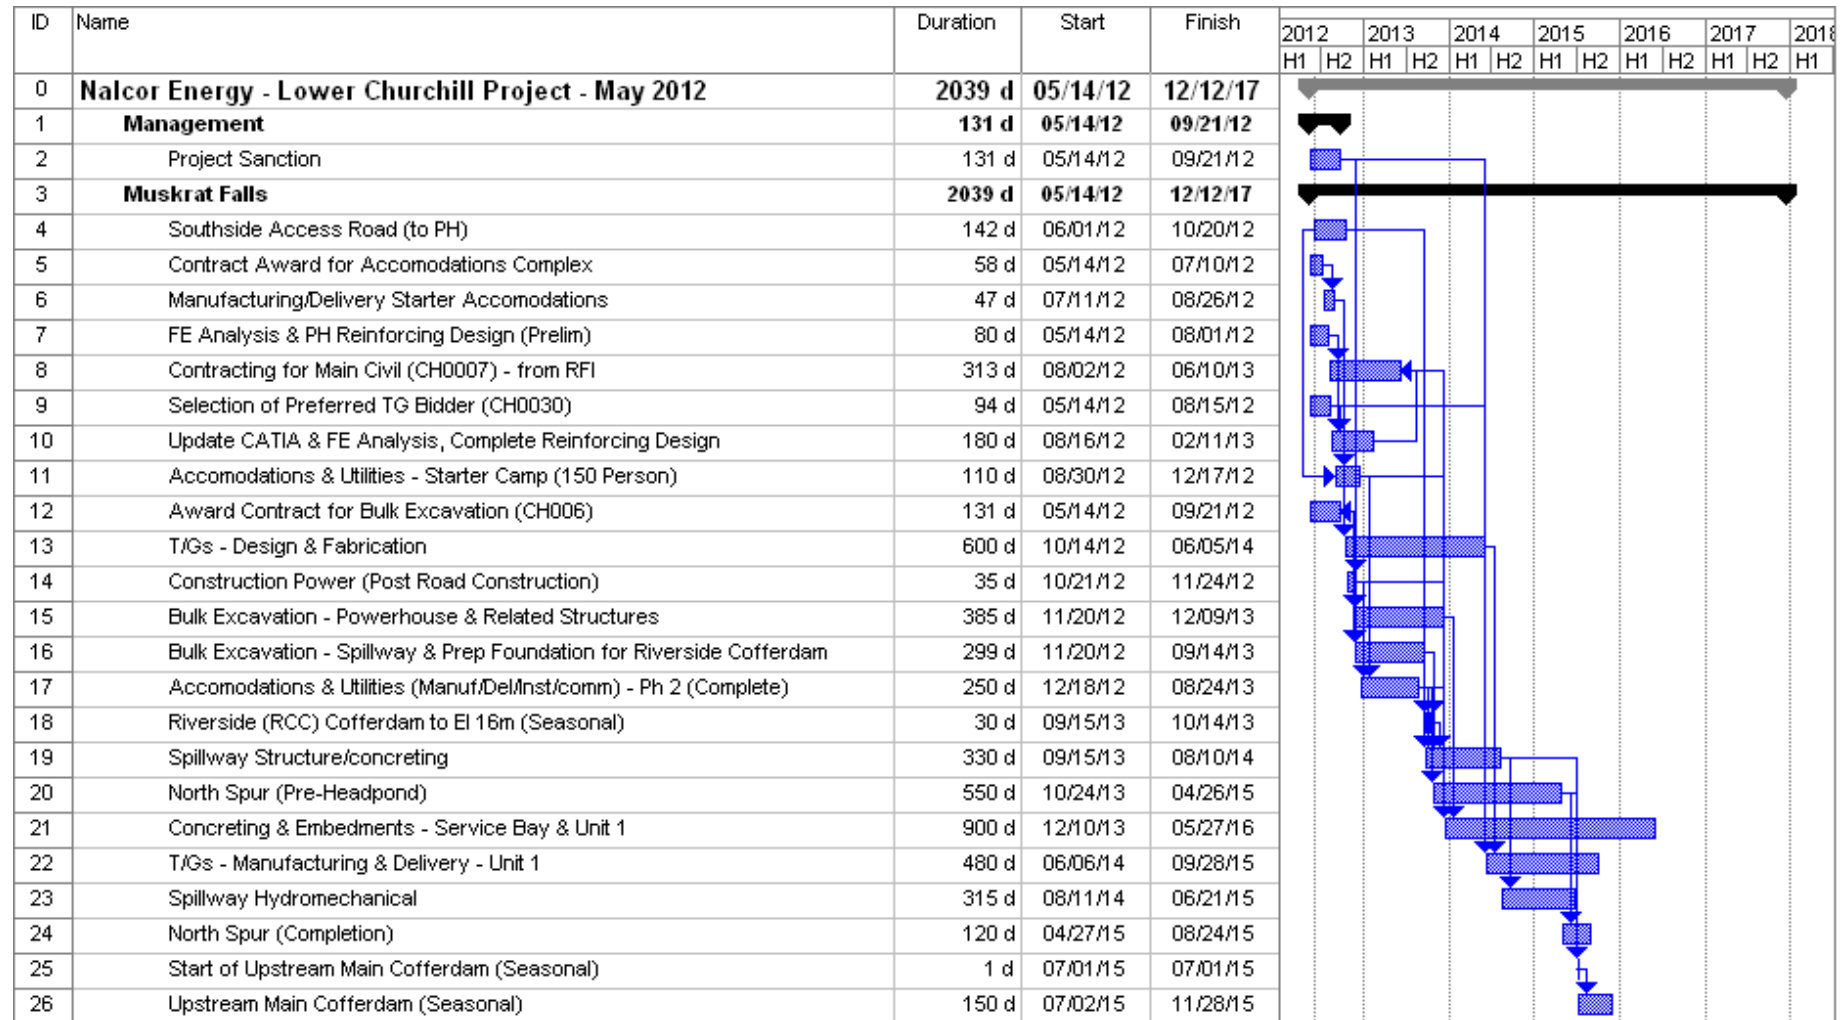 ID Name Duration Start Finish
2012 2013 2014 2015 2016 2017 2018
H1 H2 H1 H2 H1 H2 H1 H2 H1 H2 H1 H2 H1
0 Nalcor Energy - Lower Churchill Project - May 2012 2039 d 05/14/12 12/12/17
1 Management 131 d 05/14/12 09/21/12
2 Project Sanction 131 d 05/14/12 09/21/12
3 Muskrat Falls 2039 d 05/14/12 12/12/17
4 Southside Access Road (to PH) 142 d 06/01/12 10/20/12
5 Contract Award for Accomodations Complex 58 d 05/14/12 07/10/12
6 Manufacturing/Delivery Starter Accomodations 47 d 07/11/12 08/26/12
7 FE Analysis & PH Reinforcing Design (Prelim) 80 d 05/14/12 08/01/12
8 Contracting for Main Civil (CH0007) - from RFI 313 d 08/02/12 06/10/13
9 Selection of Preferred TG Bidder (CH0030) 94 d 05/14/12 08/15/12
10 Update CATIA & FE Analysis, Complete Reinforcing Design 180 d 08/16/12 02/11/13
11 Accomodations & Utilities - Starter Camp (150 Person) 110 d 08/30/12 12/17/12
12 Award Contract for Bulk Excavation (CH006) 131 d 05/14/12 09/21/12
13 T/Gs - Design & Fabrication 600 d 10/14/12 06/05/14
14 Construction Power (Post Road Construction) 35 d 10/21/12 11/24/12
15 Bulk Excavation - Powerhouse & Related Structures 385 d 11/20/12 12/09/13
16 Bulk Excavation - Spillway & Prep Foundation for Riverside Cofferdam 299 d 11/20/12 09/14/13
17 Accomodations & Utilities (Manuf/Del/Inst/comm) - Ph 2 (Complete) 250 d 12/18/12 08/24/13
18 Riverside (RCC) Cofferdam to El 16m (Seasonal) 30 d 09/15/13 10/14/13
19 Spillway Structure/concreting 330 d 09/15/13 08/10/14
20 North Spur (Pre-Headpond) 550 d 10/24/13 04/26/15
21 Concreting & Embedments - Service Bay & Unit 1 900 d 12/10/13 05/27/16
22 T/Gs - Manufacturing & Delivery - Unit 1 480 d 06/06/14 09/28/15
23 Spillway Hydromechanical 315 d 08/11/14 06/21/15
24 North Spur (Completion) 120 d 04/27/15 08/24/15
25 Start of Upstream Main Cofferdam (Seasonal) 1 d 07/01/15 07/01/15
26 Upstream Main Cofferdam (Seasonal) 150 d 07/02/15 11/28/15